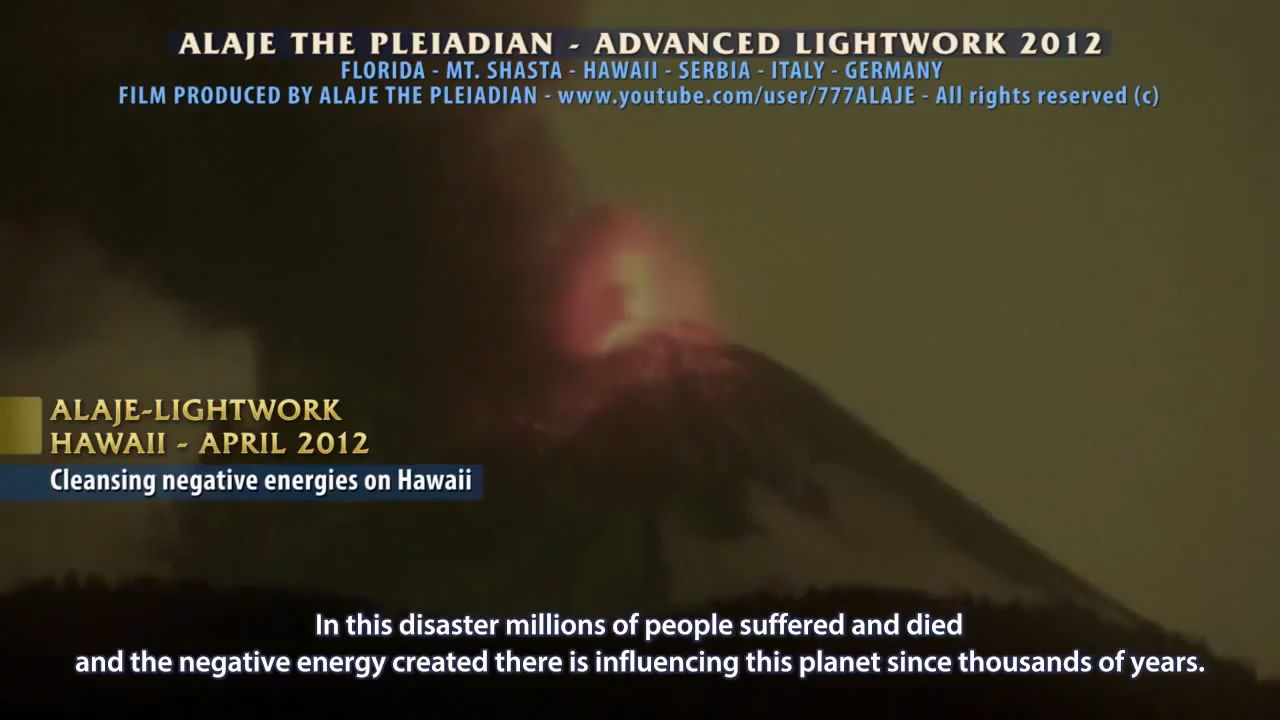 ALAJE THE PLEIADIAN - ADVANCED LIGHTWORK 2012
FLORIDA - MT. SHASTA - HAWAII - SERBIA - ITALY - GERMANY
FILM PRODUCED BY ALAJE THE PLEIADIAN - www.youtube.com/user/777ALAJE - All rights reserved (c)
ALAJE-LIGHTWORK
HAWAII - APRIL 2012
Cleansing negative energies on Hawaii
In this disaster millions of people suffered and died
and the negative energy created there is influencing this planet since thousands of years.